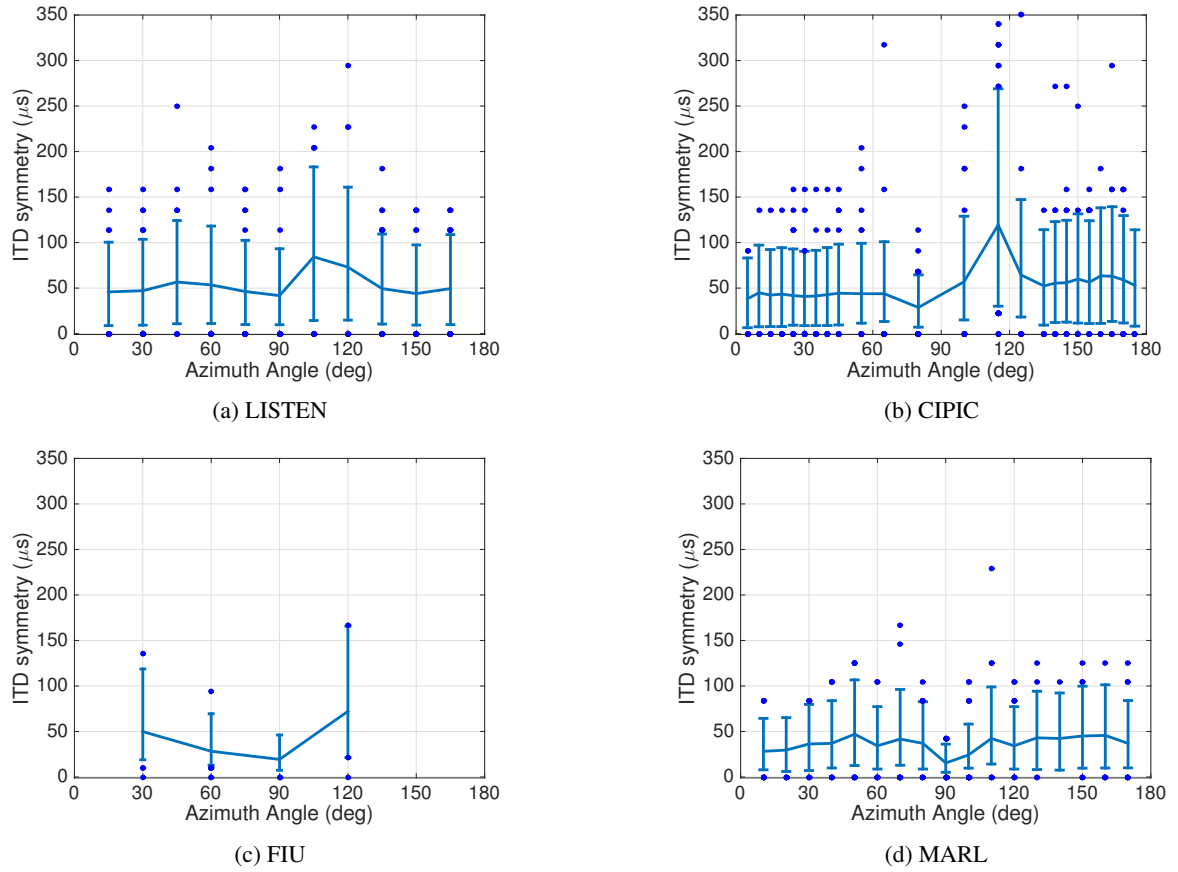 350
300
250
200
150
100
50
0
ITD symmetry (μs)
0 30 60 90 120 150 180
Azimuth Angle (deg)
(a) LISTEN
350
300
250
200
150
100
50
0
ITD symmetry (μs)
0 30 60 90 120 150 180
Azimuth Angle (deg)
(b) CIPIC
350
300
250
200
150
100
50
0
ITD symmetry (μs)
0 30 60 90 120 150 180
Azimuth Angle (deg)
(c) FIU
350
300
250
200
150
100
50
0
ITD symmetry (μs)
0 30 60 90 120 150 180
Azimuth Angle (deg)
(d) MARL